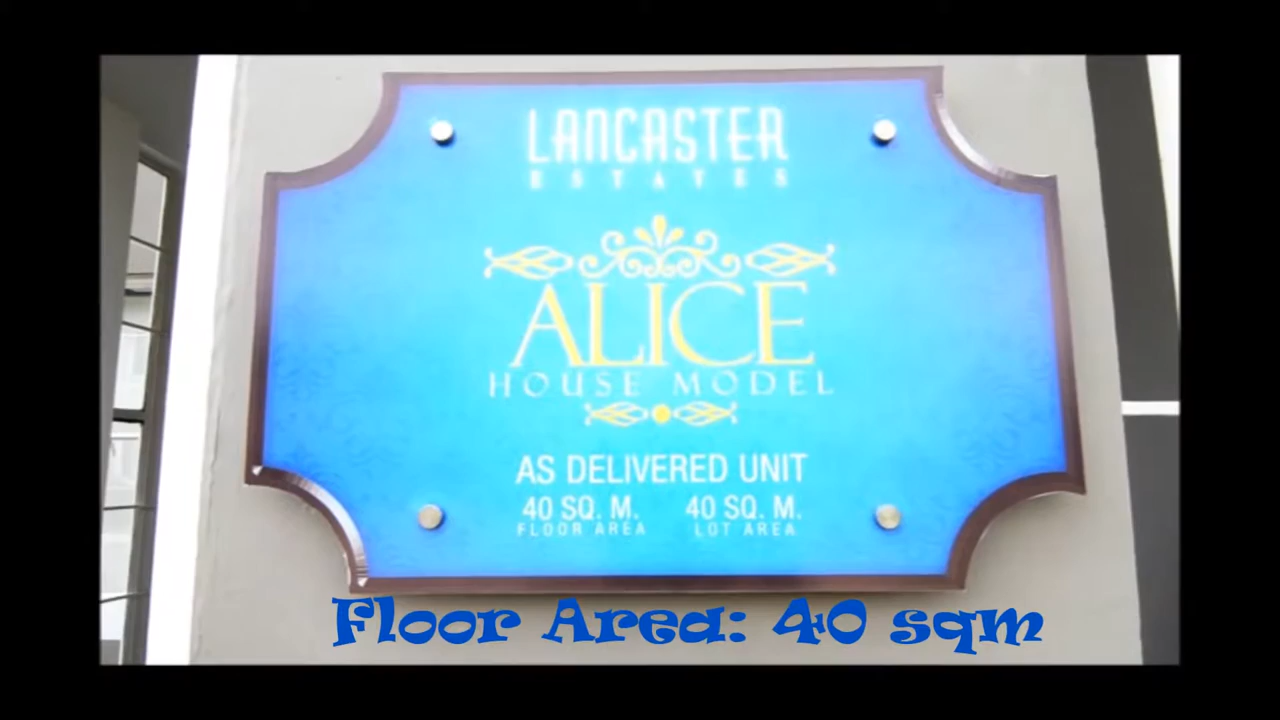 LANCASTER
ESTATES
ALICE
HOUSE MODEL
AS DELIVERED UNIT
40 SQ. M. 40 SQ. M.
FLOOR AREA LOT AREA
Floor Area: 40 sqm